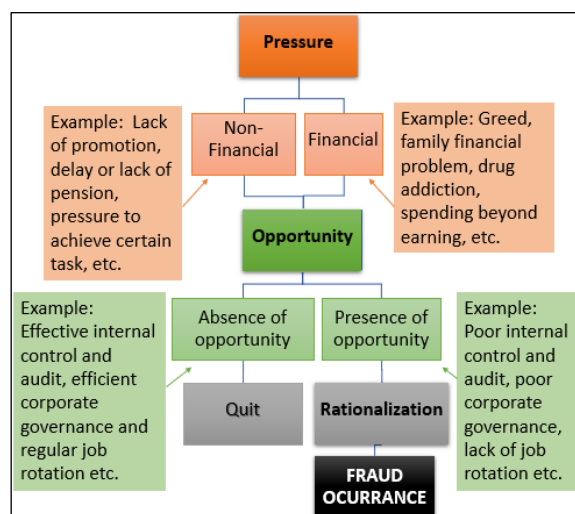 Pressure
Example: Lack
of promotion,
delay or lack of
pension,
pressure to
achieve certain
task, etc.
Non-
Financial
Financial
Example: Greed,
family financial
problem, drug
addiction,
spending beyond
earning, etc.
Opportunity
Example:
Effective internal
control and
audit, efficient
corporate
governance and
regular job
rotation etc.
Absence of
opportunity
Presence of
opportunity
Example:
Poor internal
control and
audit, poor
corporate
governance,
lack of job
rotation etc.
Quit
Rationalization
FRAUD
OCURRANCE